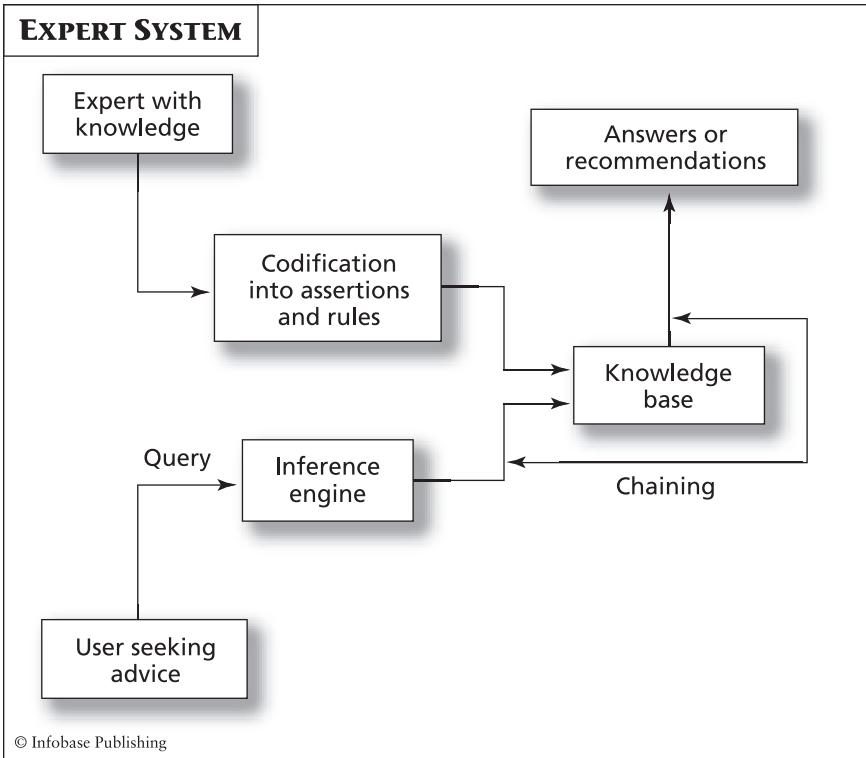 EXPERT SYSTEM
Expert with
knowledge
Answers or
recommendations
Codification
into assertions
and rules
Knowledge
base
Query
Inference
engine
Chaining
User seeking
advice
© Infobase Publishing